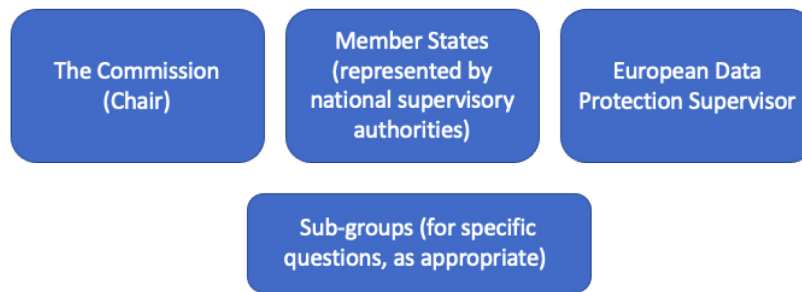 The Commission
(Chair)
Member States
(represented by
national supervisory
authorities)
European Data
Protection Supervisor
Sub-groups (for specific
questions, as appropriate)